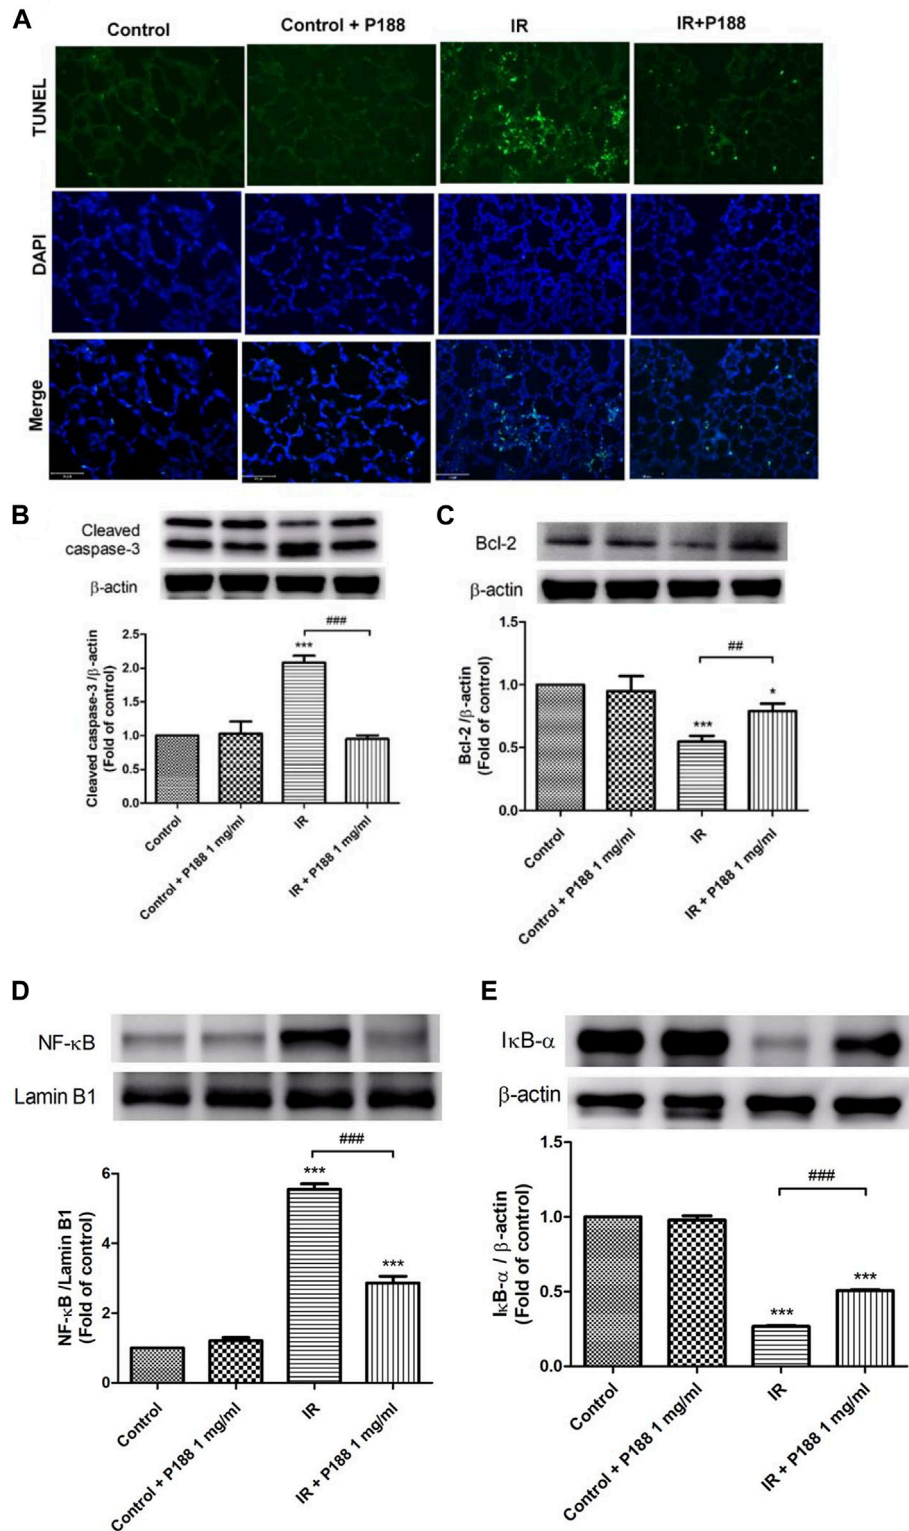 A
Control
Control + P188
IR
IR+P188
TUNEL
DAPI
Merge
B
Cleaved
caspase-3
β-actin
Cleaved caspase-3 /β-actin
(Fold of control)
2.5
2.0
1.5
1.0
0.5
0.0
***
###
Control
Control + P188 1 mg/ml
IR
IR + P188 1 mg/ml
C
Bcl-2
β-actin
Bcl-2 /β-actin
(Fold of control)
1.5
1.0
0.5
0.0
***
##
*
Control
Control + P188 1 mg/ml
IR
IR + P188 1 mg/ml
D
NF-κB
Lamin B1
NF-κB /Lamin B1
(Fold of control)
6
4
2
0
***
###
***
Control
Control + P188 1 mg/ml
IR
IR + P188 1 mg/ml
E
IκB-α
β-actin
IκB-α / β-actin
(Fold of control)
1.5
1.0
0.5
0.0
***
###
***
Control
Control + P188 1 mg/ml
IR
IR + P188 1 mg/ml